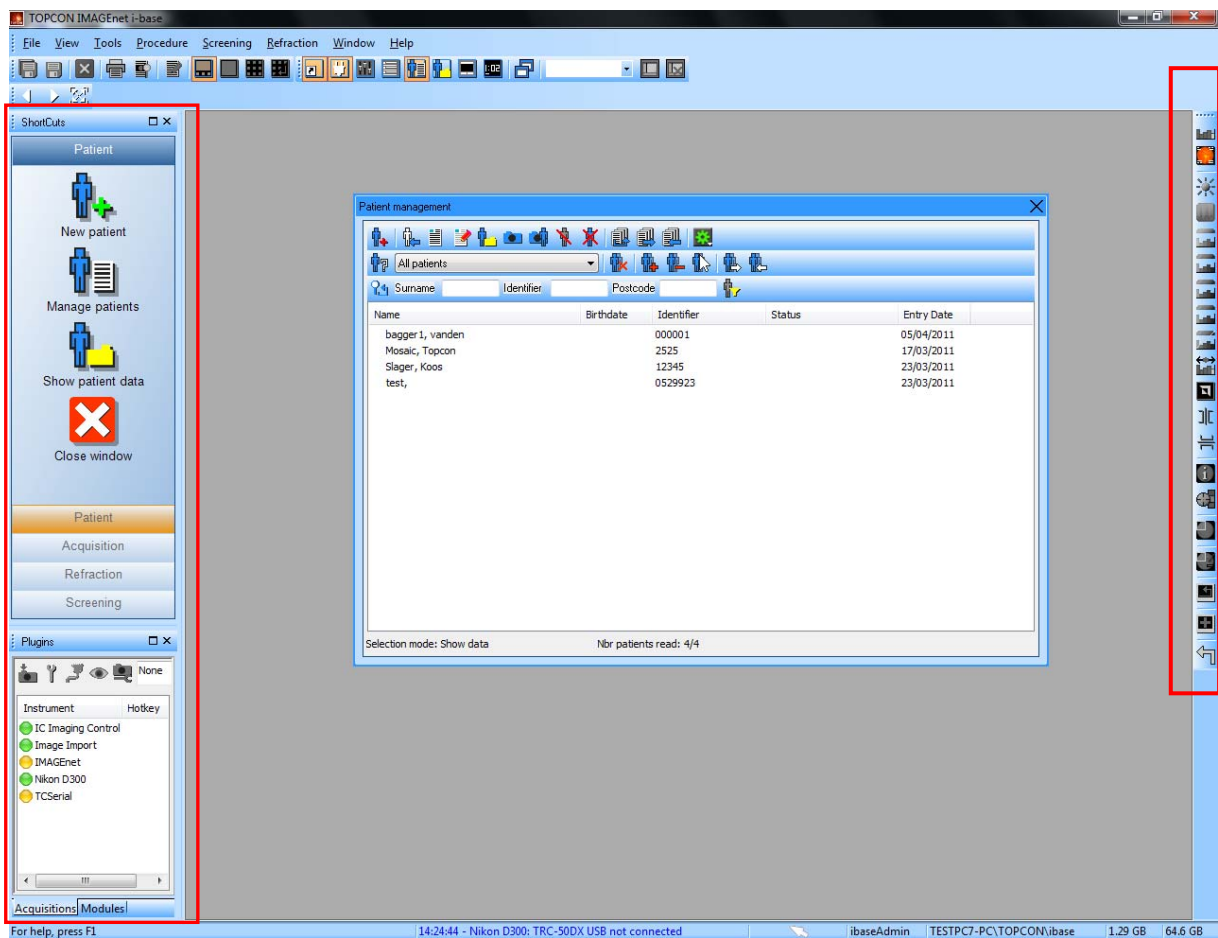 TOPCON IMAGEnet i-base
File View Tools Procedure Screening Refraction Window Help
1:02
ShortCuts
Patient
New patient
Manage patients
Show patient data
Close window
Patient
Acquisition
Refraction
Screening
Plugins
None
Instrument Hotkey
IC Imaging Control
Image Import
IMAGEnet
Nikon D300
TCSerial
Acquisitions Modules
Patient management
All patients
Surname Identifier Postcode
Name Birthdate Identifier Status Entry Date
bagger1, vanden 000001 05/04/2011
Mosaic, Topcon 2525 17/03/2011
Slager, Koos 12345 23/03/2011
test, 0529923 23/03/2011
Selection mode: Show data Nbr patients read: 4/4
For help, press F1 14:24:44 - Nikon D300: TRC-50DX USB not connected ibaseAdmin TESTPC7-PC\TOPCON\ibase 1.29 GB 64.6 GB